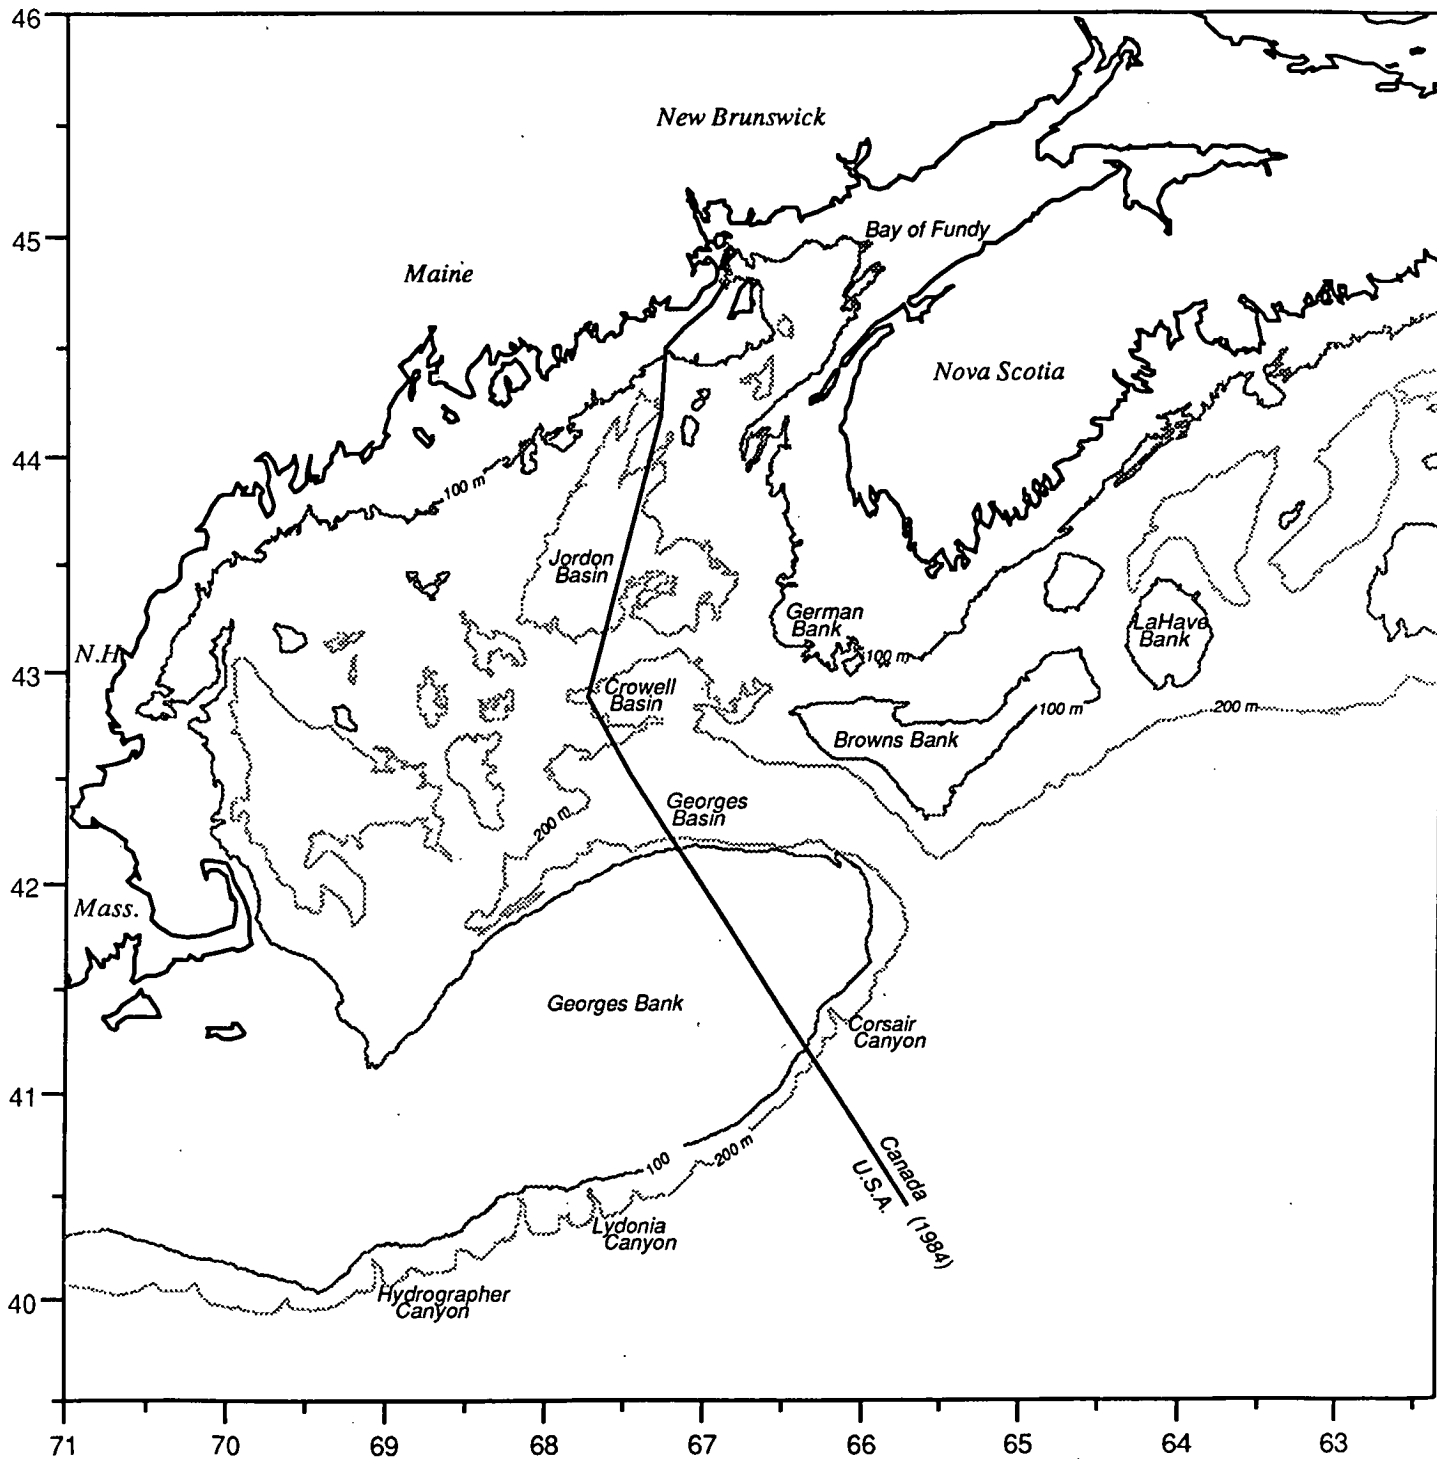 46
New Brunswick
45
Bay of Fundy
Maine
Nova Scotia
44
100 m
Jordon
Basin
German
Bank
LaHave
Bank
N.H.
100 m
43
Crowell
Basin
100 m
200 m
Browns Bank
Georges
Basin
200 m
42
Mass.
Georges Bank
Corsair
Canyon
41
Canada
U.S.A.
(1984)
200 m
100
Lydonia
Canyon
40
Hydrographer
Canyon
71 70 69 68 67 66 65 64 63